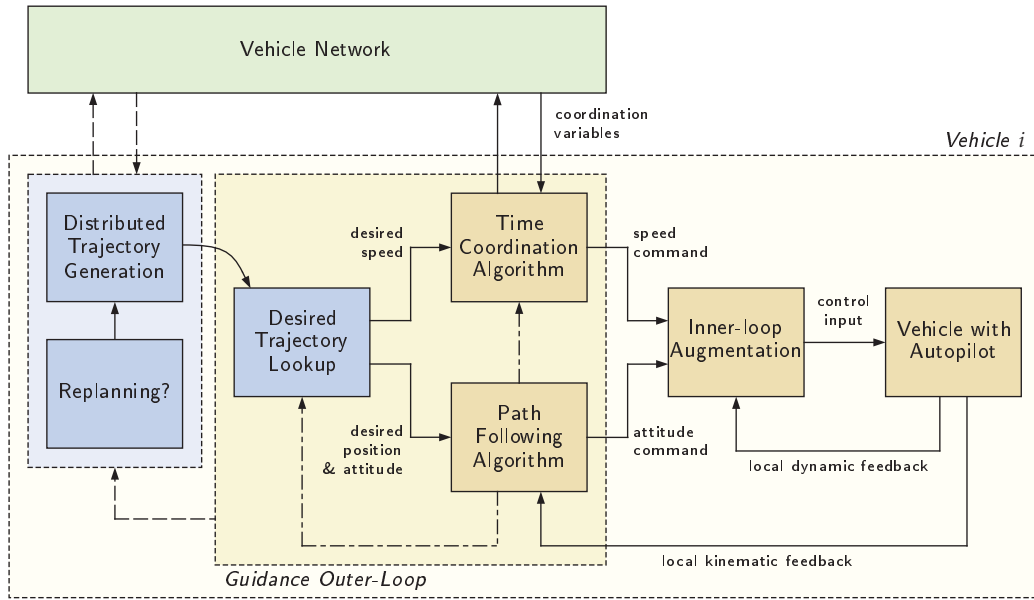 Vehicle Network
coordination
variables
Vehicle i
Distributed
Trajectory
Generation
Replanning?
Desired
Trajectory
Lookup
desired
speed
desired
position
& attitude
Time
Coordination
Algorithm
Path
Following
Algorithm
speed
command
attitude
command
Inner-loop
Augmentation
control
input
Vehicle with
Autopilot
local dynamic feedback
local kinematic feedback
Guidance Outer-Loop